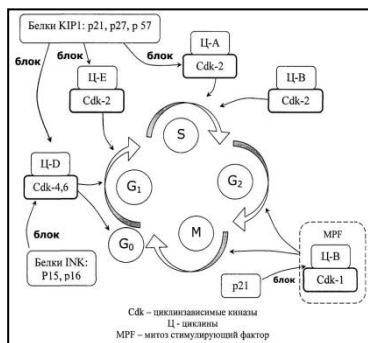 Белки KIP1: p21, p27, p 57
блок
блок
блок
Ц-А
Cdk-2
Ц-Е
Cdk-2
Ц-В
Cdk-2
S
Ц-D
Cdk-4,6
G1
G2
MPF
блок
G0
M
Ц-В
Cdk-1
Белки INK:
P15, p16
p21
блок
Cdk – циклинзависимые киназы
Ц - циклины
MPF – митоз стимулирующий фактор